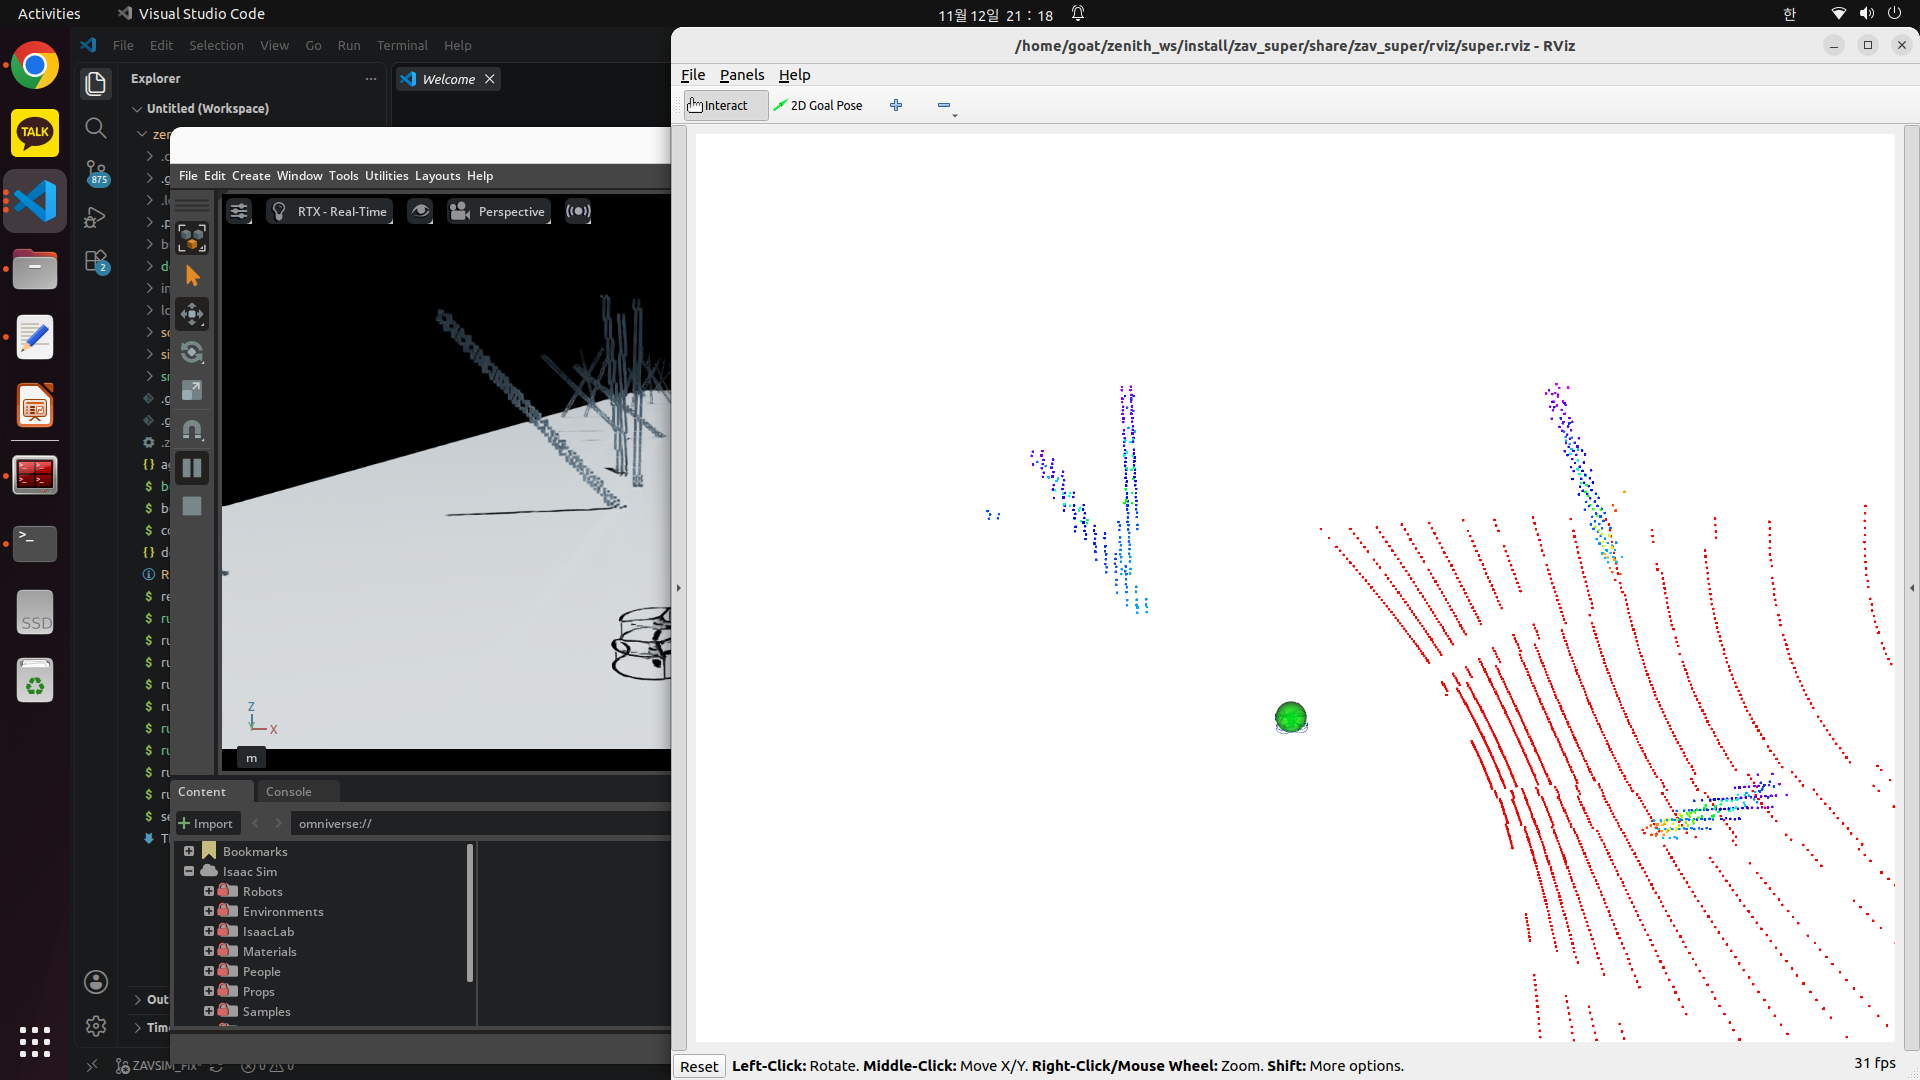 Activities
Visual Studio Code
11월 12일 21 : 18
한
TALK
SSD
File Edit Selection View Go Run Terminal Help
Explorer
Welcome
Untitled (Workspace)
875
2
ZAVSIM_Fix*
0 0
File Edit Create Window Tools Utilities Layouts Help
RTX - Real-Time
Perspective
Z
X
m
Content
Console
Import
omniverse://
Bookmarks
Isaac Sim
Robots
Environments
IsaacLab
Materials
People
Props
Samples
/home/goat/zenith_ws/install/zav_super/share/zav_super/rviz/super.rviz - RViz
File Panels Help
Interact
2D Goal Pose
Reset
Left-Click: Rotate. Middle-Click: Move X/Y. Right-Click/Mouse Wheel: Zoom. Shift: More options.
31 fps